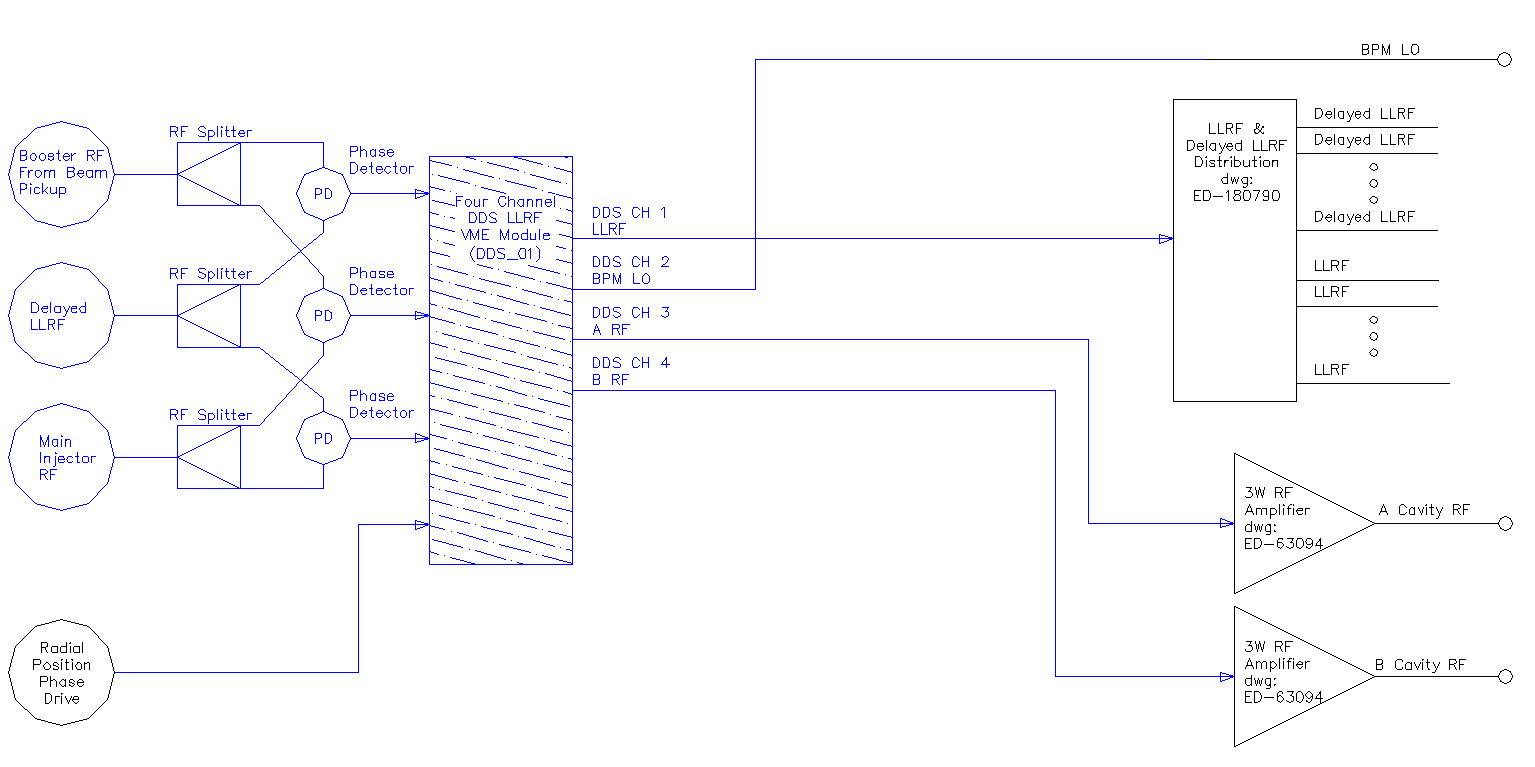 BPM LO
RF Splitter
Booster RF
From Beam
Pickup
PD
Phase
Detector
RF Splitter
Delayed
LLRF
PD
Phase
Detector
RF Splitter
Main
Injector
RF
PD
Phase
Detector
Radial
Position
Phase
Drive
Four Channel
DDS LLRF
VME Module
(DDS_01)
DDS CH 1
LLRF
DDS CH 2
BPM LO
DDS CH 3
A RF
DDS CH 4
B RF
LLRF &
Delayed LLRF
Distribution
dwg:
ED-180790
Delayed LLRF
Delayed LLRF
Delayed LLRF
LLRF
LLRF
LLRF
3W RF
Amplifier
dwg:
ED-63094
A Cavity RF
3W RF
Amplifier
dwg:
ED-63094
B Cavity RF